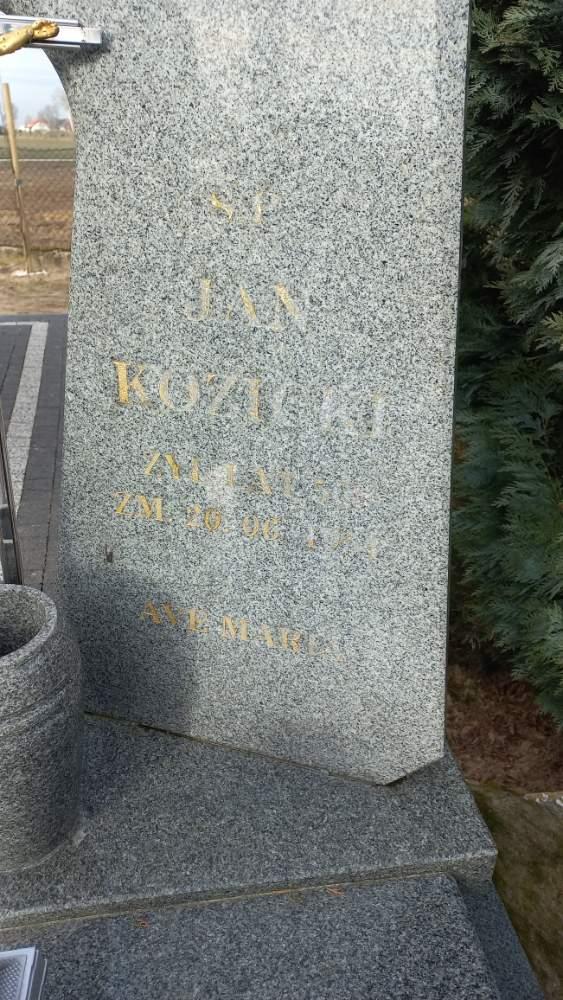 Ś.P
JAN
KOZICKI
ŻYŁ LAT
ZM. 20. 06.
AVE MARIA